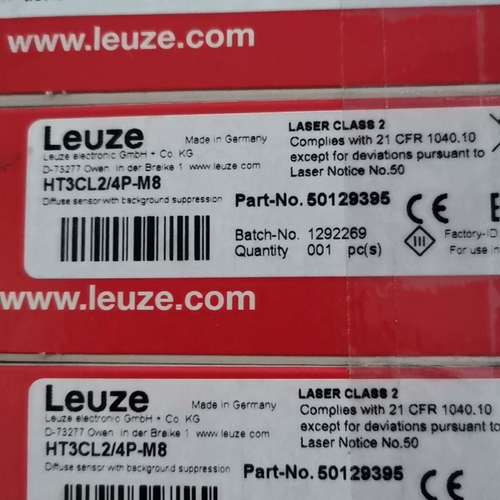 www.leuze.com
Leuze
Made in Germany
Leuze electronic GmbH + Co. KG
D-73277 Owen In der Braike 1 www.leuze.com
HT3CL2/4P-M8
Diffuse sensor with background suppression
LASER CLASS 2
Complies with 21 CFR 1040.10
except for deviations pursuant to
Laser Notice No.50
Part-No. 50129395
CE
Batch-No. 1292269
Quantity 001 pc(s)
III
Factory-ID
For use in
www.leuze.com
Leuze
Made in Germany
Leuze electronic GmbH + Co. KG
D-73277 Owen In der Braike 1 www.leuze.com
HT3CL2/4P-M8
Diffuse sensor with background suppression
LASER CLASS 2
Complies with 21 CFR 1040.10
except for deviations pursuant to
Laser Notice No.50
Part-No. 50129395
CE